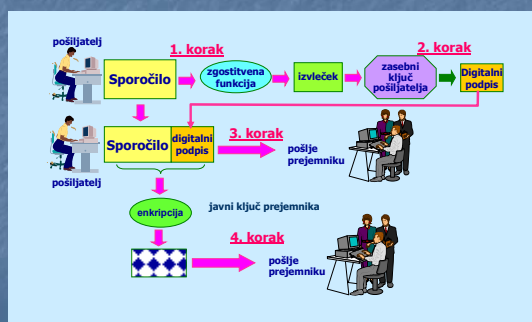 pošiljatelj
1. korak
2. korak
Sporočilo
zgostitvena
funkcija
izvleček
zasebni
ključ
pošiljatelja
Digitalni
podpis
pošiljatelj
Sporočilo
digitalni
podpis
3. korak
pošlje
prejemniku
enkripcija
javni ključ prejemnika
4. korak
pošlje
prejemniku